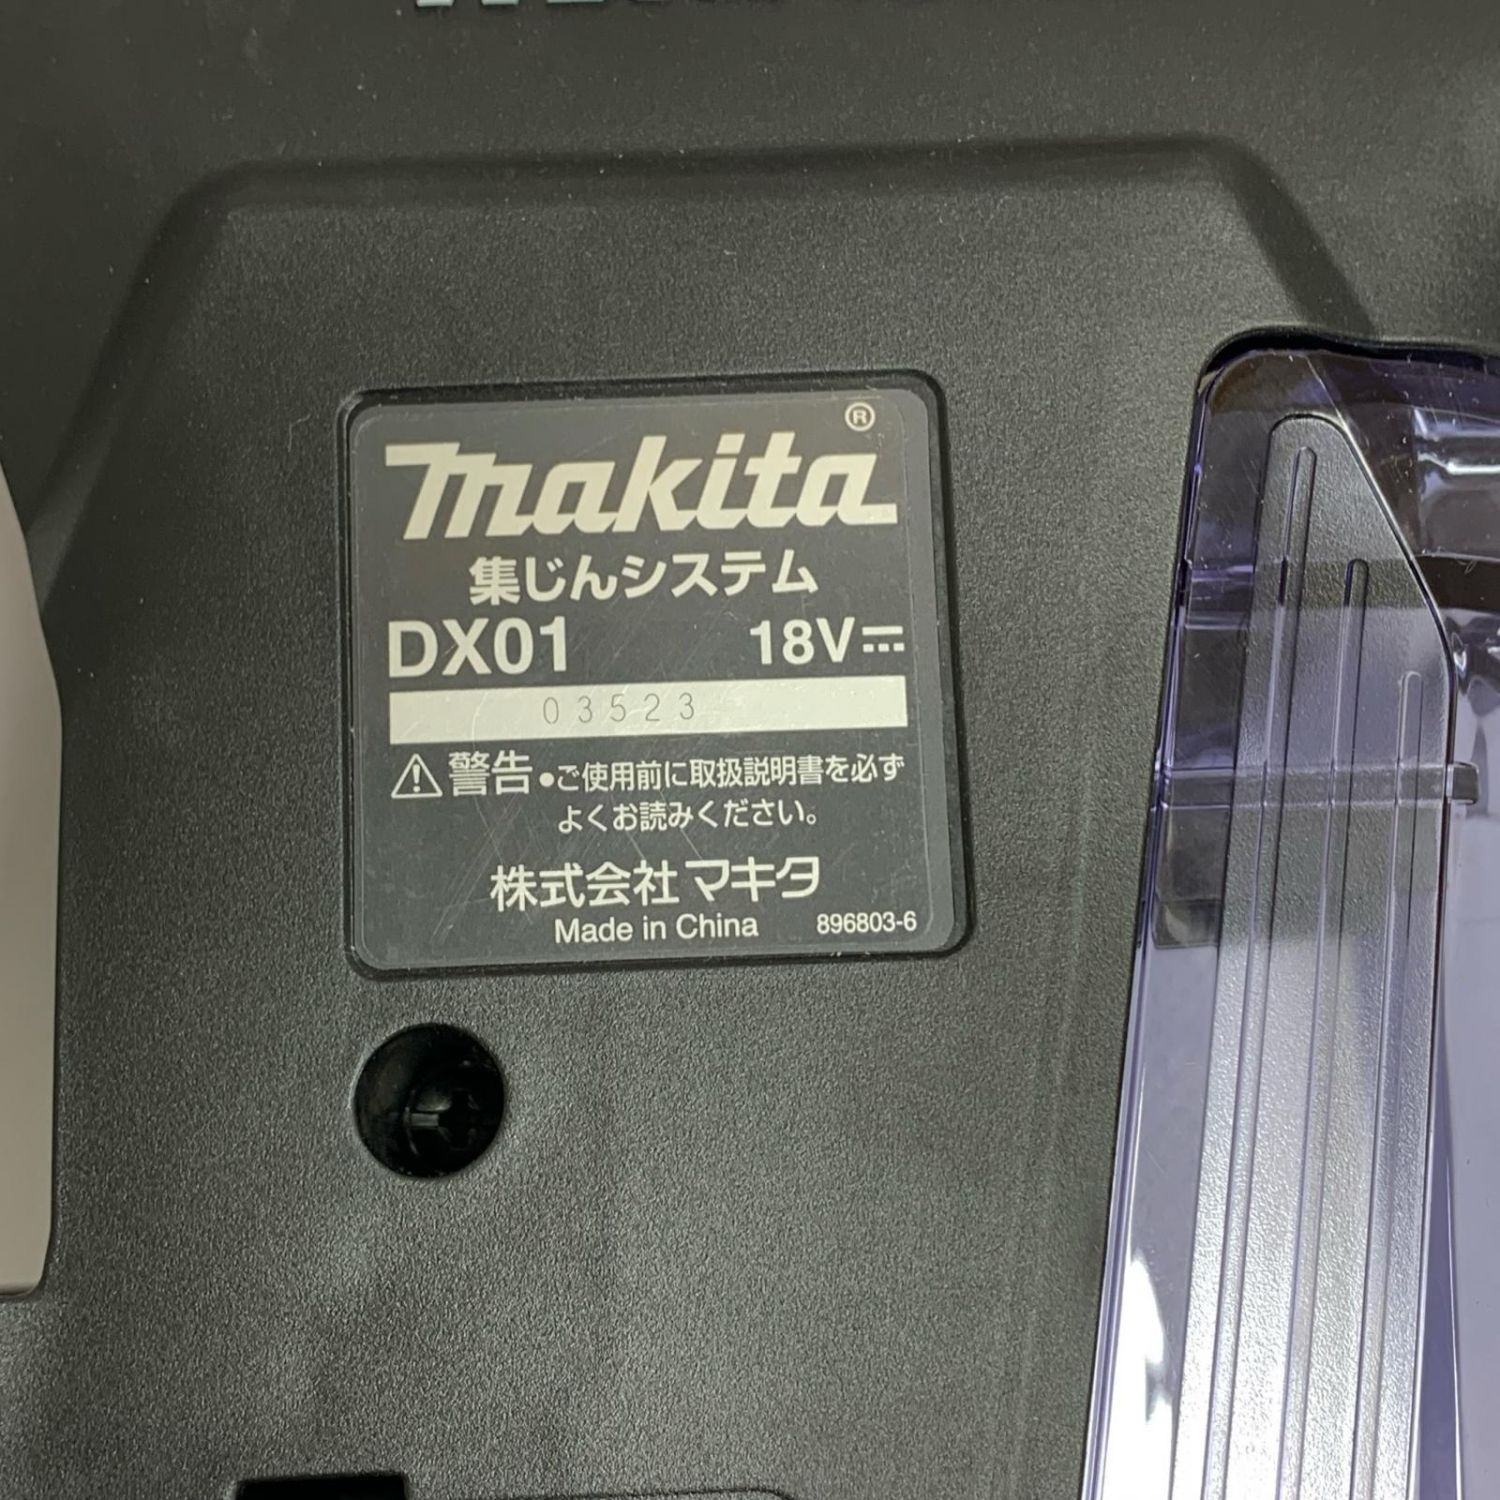 makita®
集じんシステム
DX01 18V
03523
警告 •ご使用前に取扱説明書を必ず
よくお読みください。
株式会社マキタ
Made in China 896803-6